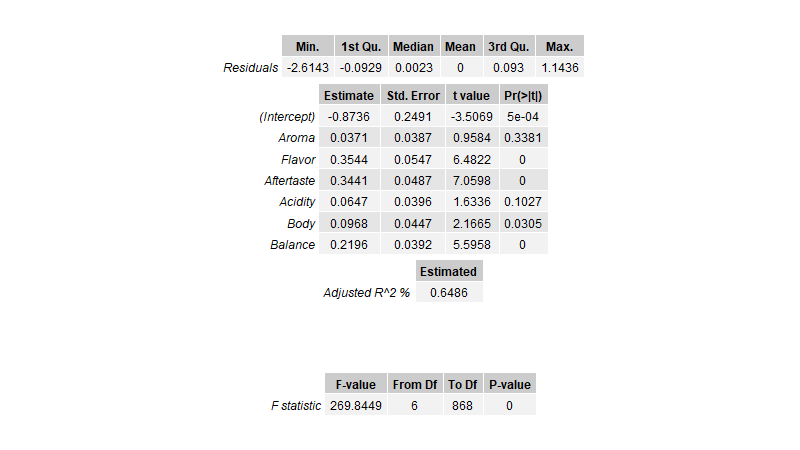 Min. 1st Qu. Median Mean 3rd Qu. Max.
Residuals -2.6143 -0.0929 0.0023 0 0.093 1.1436
Estimate Std. Error t value Pr(>|t|)
(Intercept) -0.8736 0.2491 -3.5069 5e-04
Aroma 0.0371 0.0387 0.9584 0.3381
Flavor 0.3544 0.0547 6.4822 0
Aftertaste 0.3441 0.0487 7.0598 0
Acidity 0.0647 0.0396 1.6336 0.1027
Body 0.0968 0.0447 2.1665 0.0305
Balance 0.2196 0.0392 5.5958 0
Estimated
Adjusted R^2 % 0.6486
F-value From Df To Df P-value
F statistic 269.8449 6 868 0